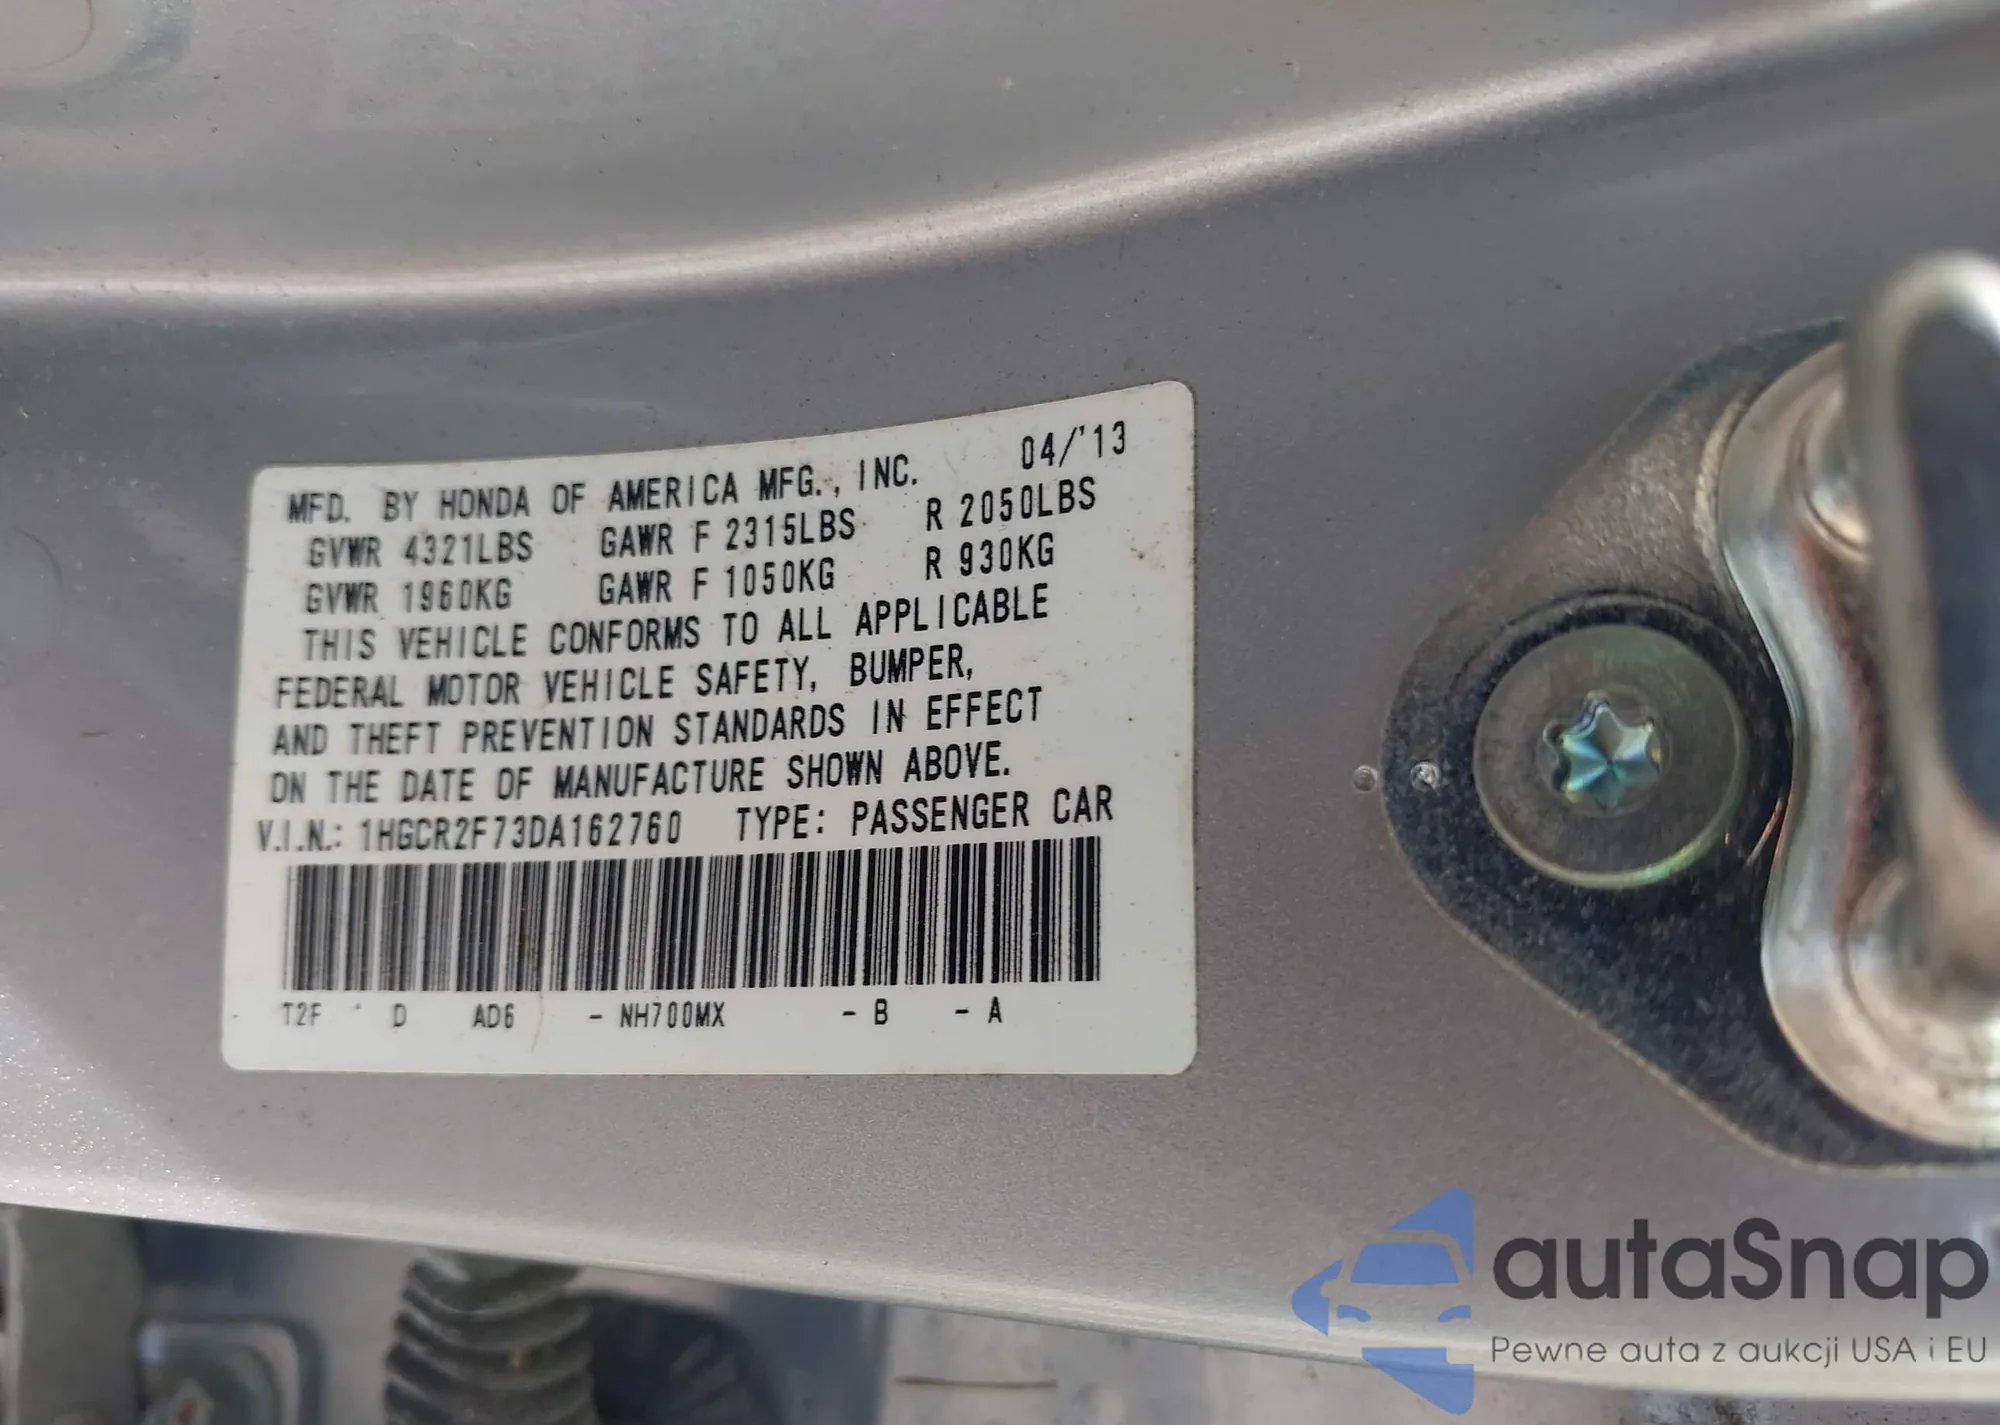 MFD. BY HONDA OF AMERICA MFG., INC. 04/'13
GVWR 4321LBS GAWR F 2315LBS R 2050LBS
GVWR 1960KG GAWR F 1050KG R 930KG
THIS VEHICLE CONFORMS TO ALL APPLICABLE
FEDERAL MOTOR VEHICLE SAFETY, BUMPER,
AND THEFT PREVENTION STANDARDS IN EFFECT
ON THE DATE OF MANUFACTURE SHOWN ABOVE.
V.I.N.: 1HGCR2F73DA162760 TYPE: PASSENGER CAR
T2F D AD6 - NH700MX - B - A
autaSnap
Pewne auta z aukcji USA i EU